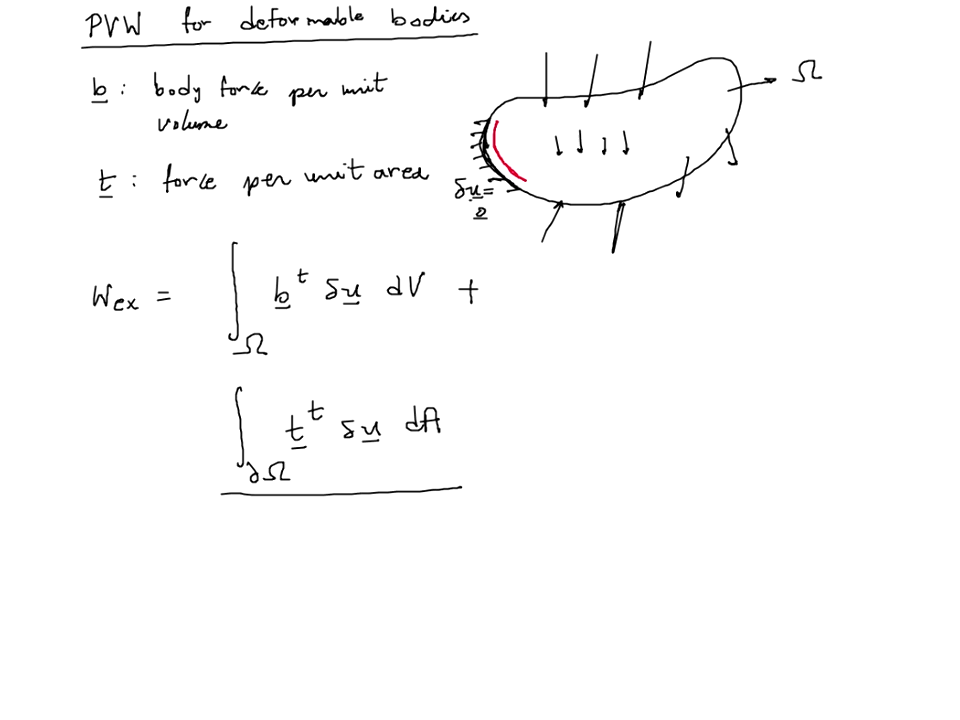 PVW for deformable bodies
b : body force per unit
volume
t : force per unit area
Ω
δu =
0
Wex = ∫Ω b^t δu dV +
∫∂Ω t^t δu dA